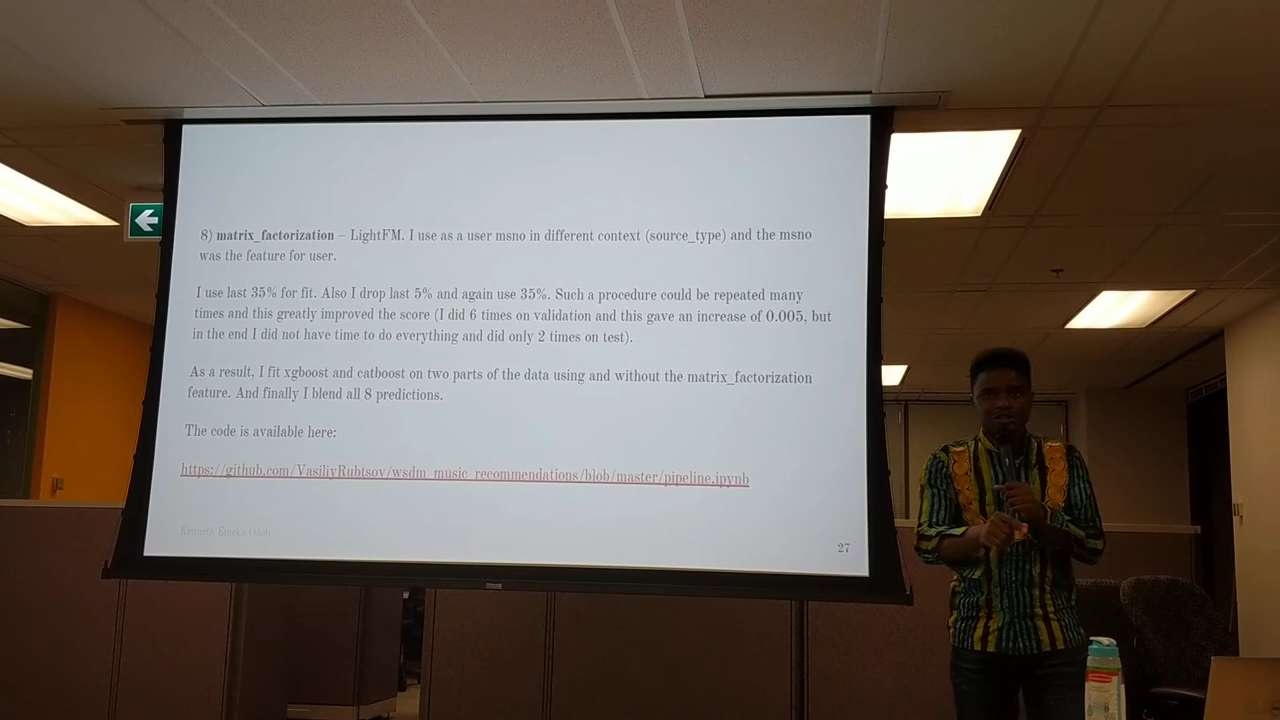 8) matrix_factorization – LightFM. I use as a user msno in different context (source_type) and the msno
was the feature for user.
I use last 35% for fit. Also I drop last 5% and again use 35%. Such a procedure could be repeated many
times and this greatly improved the score (I did 6 times on validation and this gave an increase of 0.005, but
in the end I did not have time to do everything and did only 2 times on test).
As a result, I fit xgboost and catboost on two parts of the data using and without the matrix_factorization
feature. And finally I blend all 8 predictions.
The code is available here:
https://github.com/VasiliyRubtsov/wsdm_music_recommendations/blob/master/pipeline.ipynb
Kenneth Emeka Odoh
27